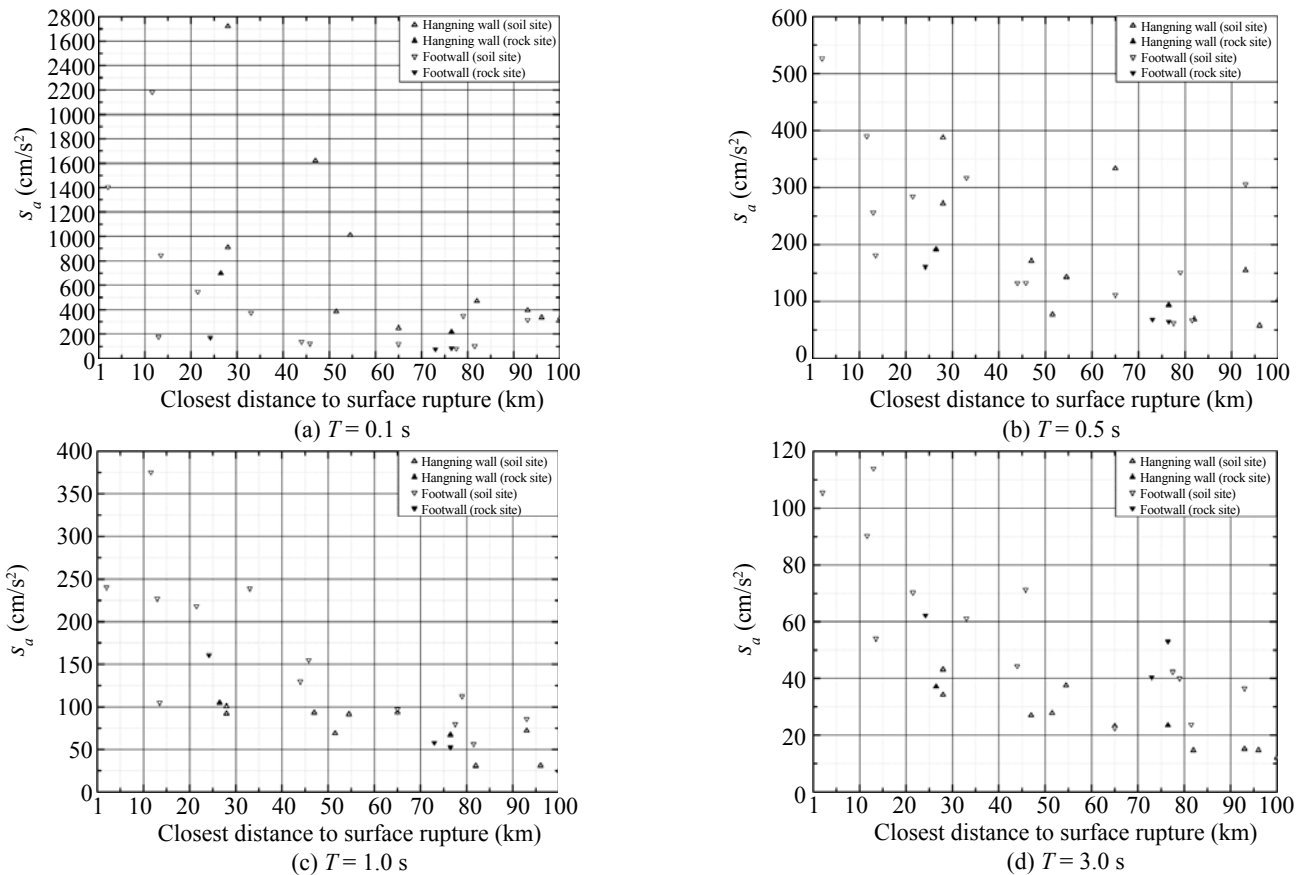 2800
2600
2400
2200
1000
1800
1600
1400
1200
1000
800
600
400
200
0
s_a (cm/s²)
Hangning wall (soil site)
Hangning wall (rock site)
Footwall (soil site)
Footwall (rock site)
1 10 20 30 40 50 60 70 80 90 100
Closest distance to surface rupture (km)
(a) T = 0.1 s
600
500
400
300
200
100
0
s_a (cm/s²)
Hangning wall (soil site)
Hangning wall (rock site)
Footwall (soil site)
Footwall (rock site)
1 10 20 30 40 50 60 70 80 90 100
Closest distance to surface rupture (km)
(b) T = 0.5 s
400
350
300
250
200
150
100
50
0
s_a (cm/s²)
Hangning wall (soil site)
Hangning wall (rock site)
Footwall (soil site)
Footwall (rock site)
1 10 20 30 40 50 60 70 80 90 100
Closest distance to surface rupture (km)
(c) T = 1.0 s
120
100
80
60
40
20
0
s_a (cm/s²)
Hangning wall (soil site)
Hangning wall (rock site)
Footwall (soil site)
Footwall (rock site)
1 10 20 30 40 50 60 70 80 90 100
Closest distance to surface rupture (km)
(d) T = 3.0 s